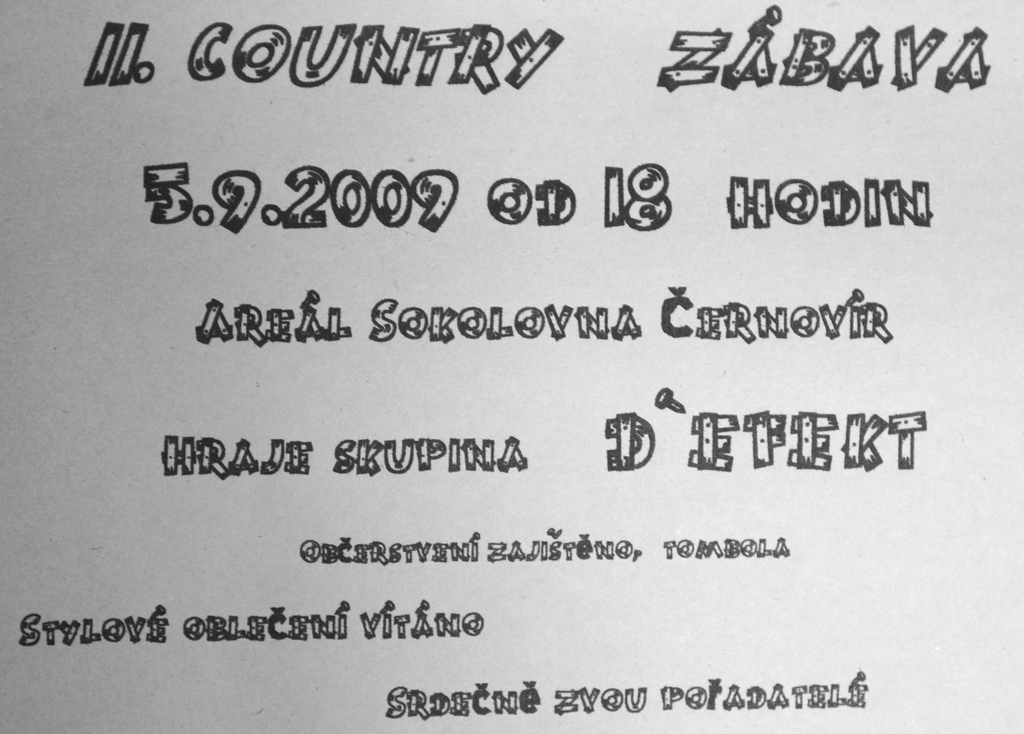 II. COUNTRY ZÁBAVA
5.9.2009 OD 18 HODIN
AREÁL SOKOLOVNA ČERNOVÍR
HRAJE SKUPINA D`EFEKT
OBČERSTVENÍ ZAJIŠTĚNO, TOMBOLA
STYLOVÉ OBLEČENÍ VÍTÁNO
SRDEČNĚ ZVOU POŘADATELÉ